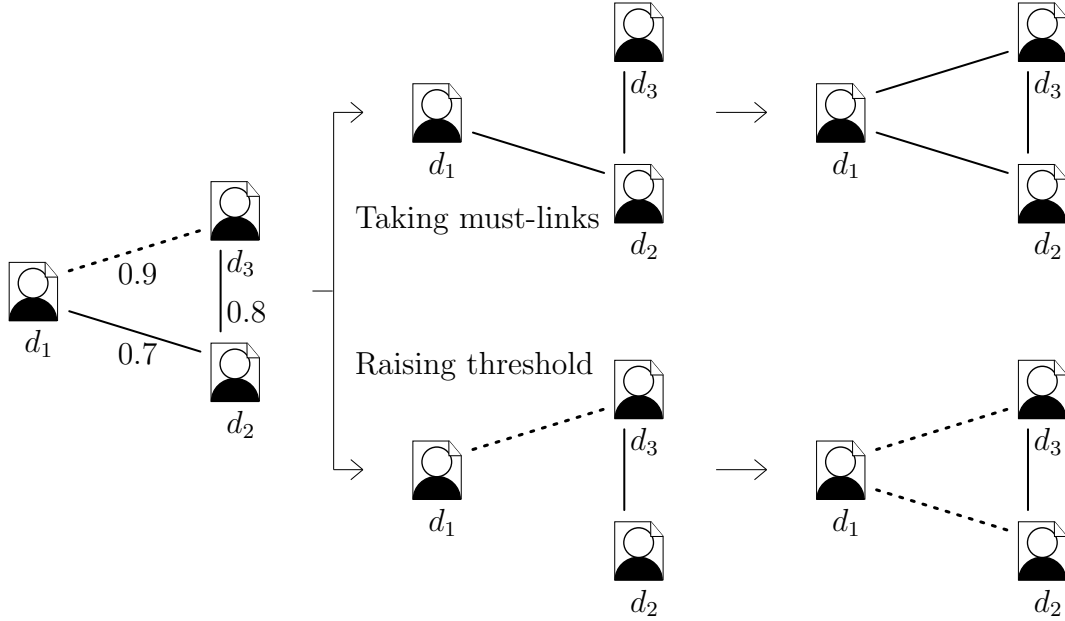 d₃
d₁
d₂
Taking must-links
d₃
d₁
d₂
d₃
0.9
0.8
d₁
0.7
d₂
Raising threshold
d₃
d₁
d₂
d₃
d₁
d₂